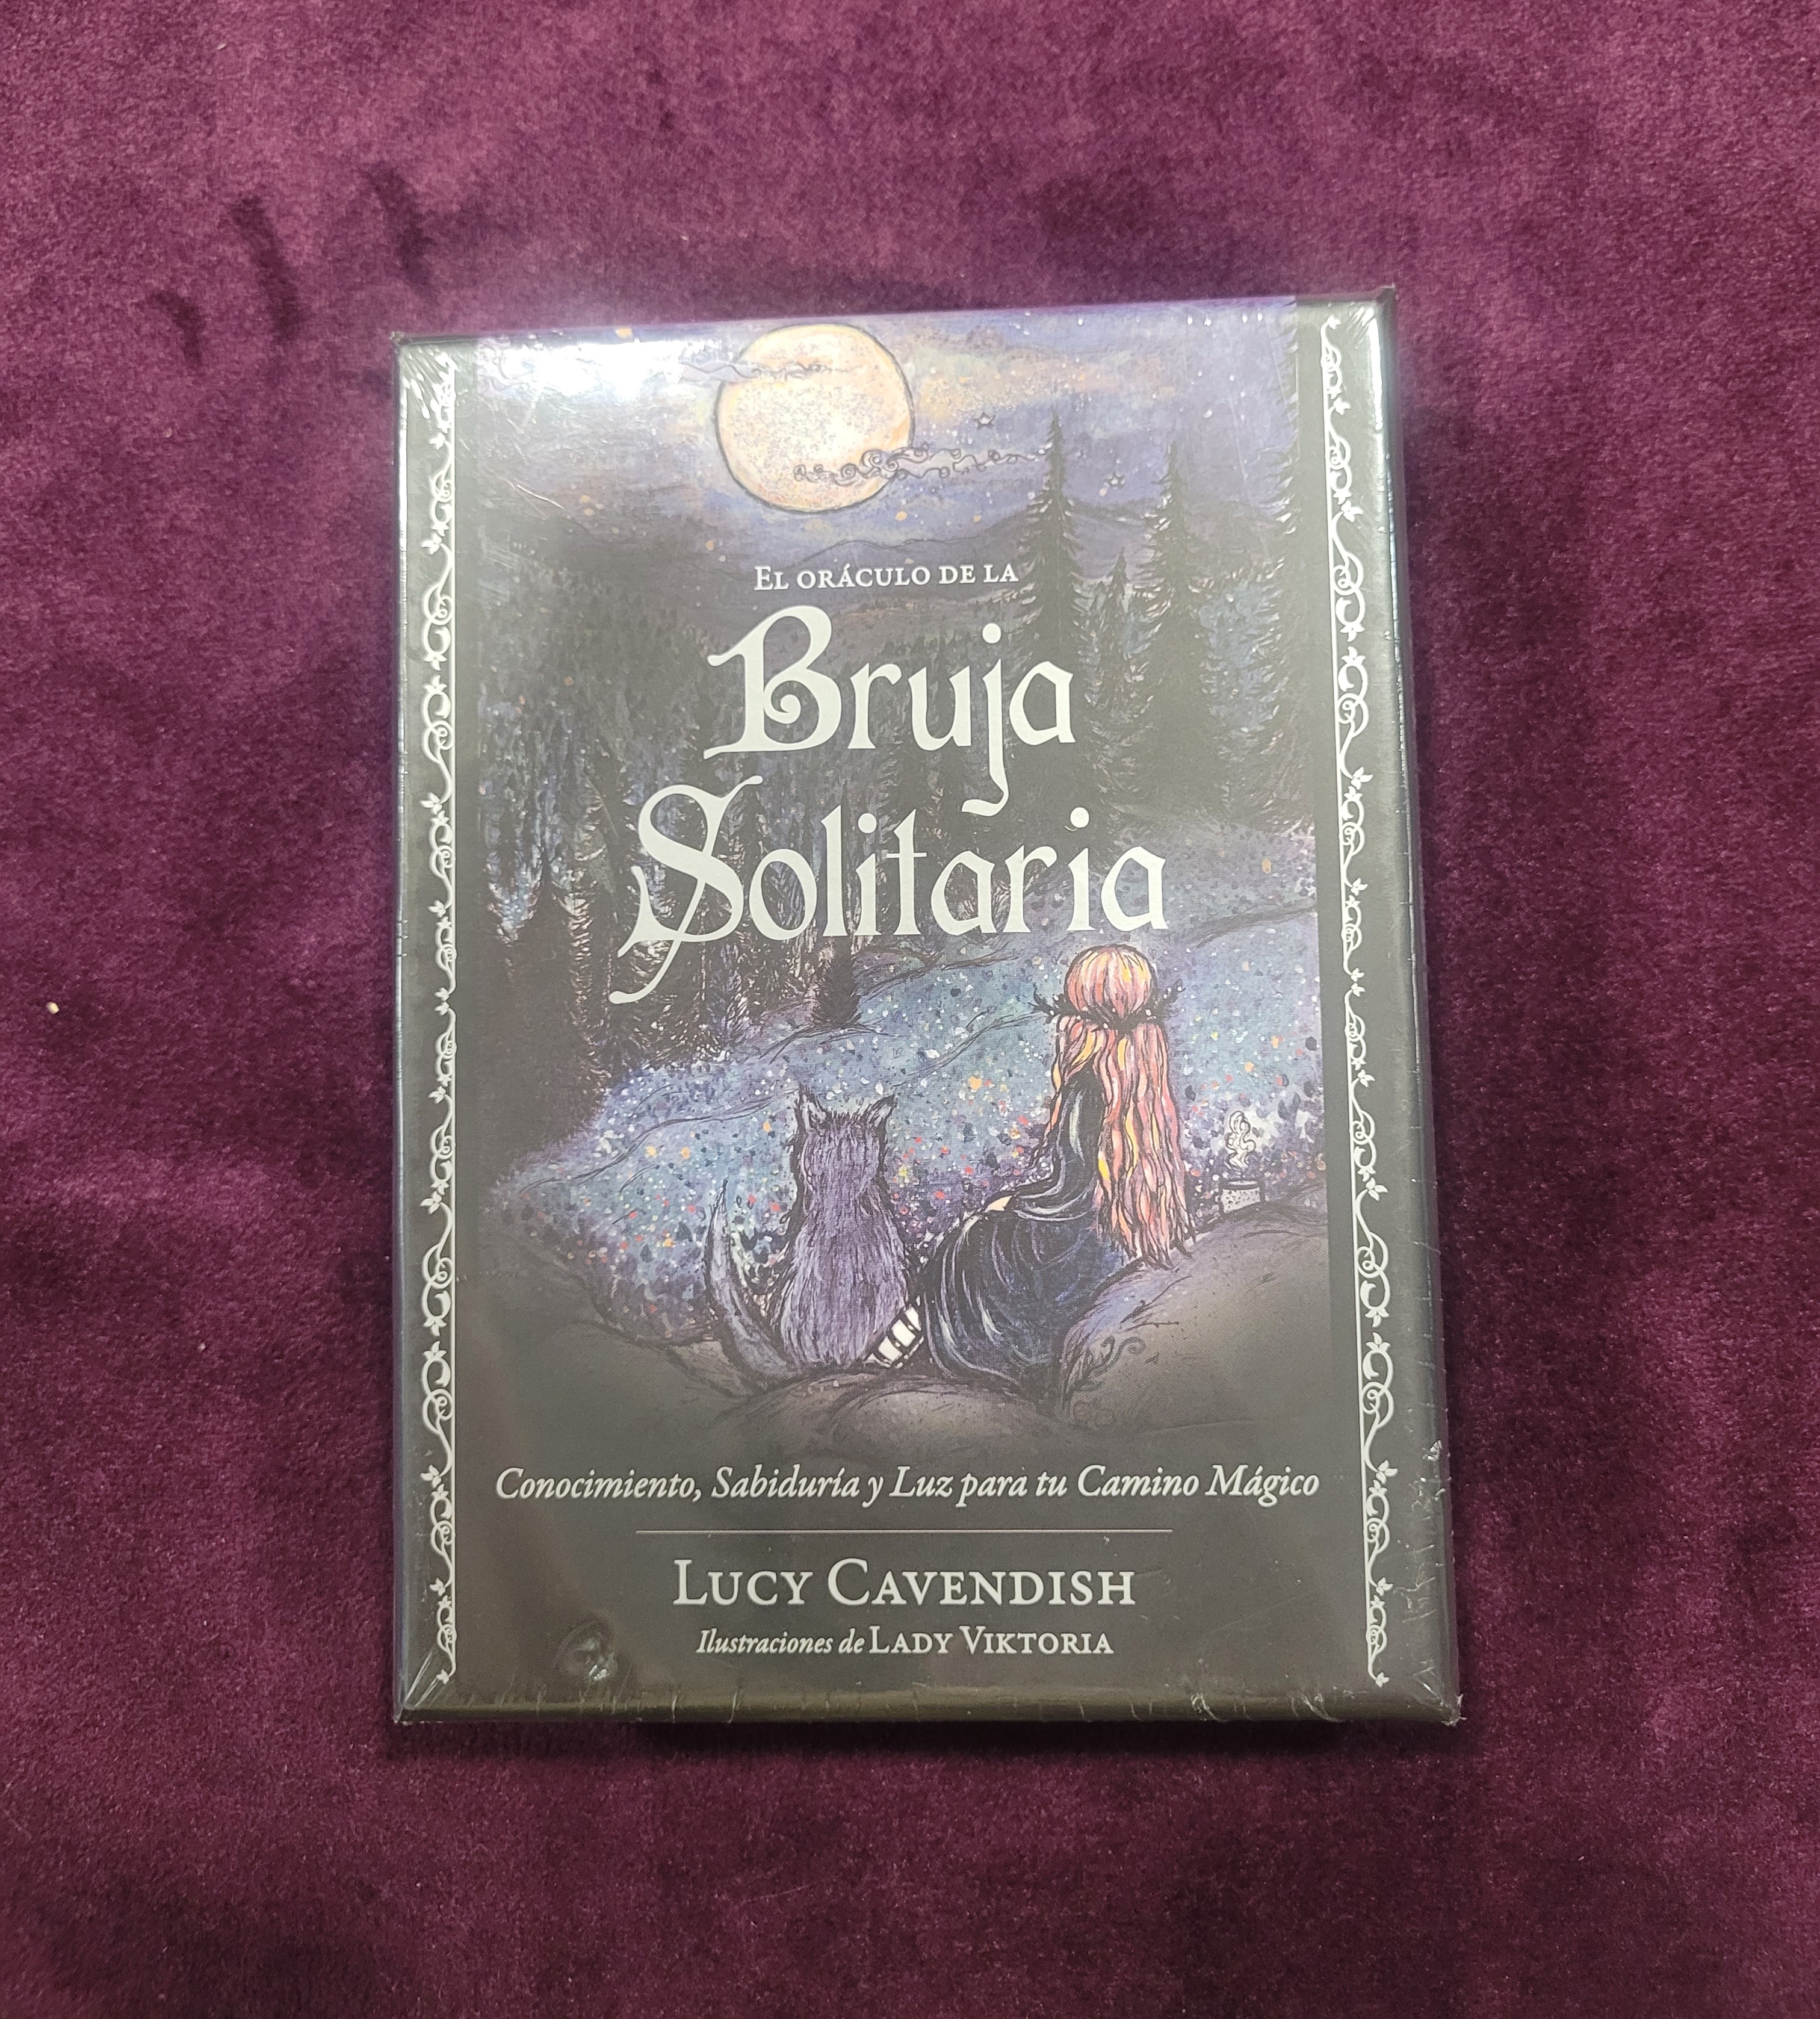 El oráculo de la
Bruja
Solitaria
Conocimiento, Sabiduría y Luz para tu Camino Mágico
Lucy Cavendish
Ilustraciones de Lady Viktoria